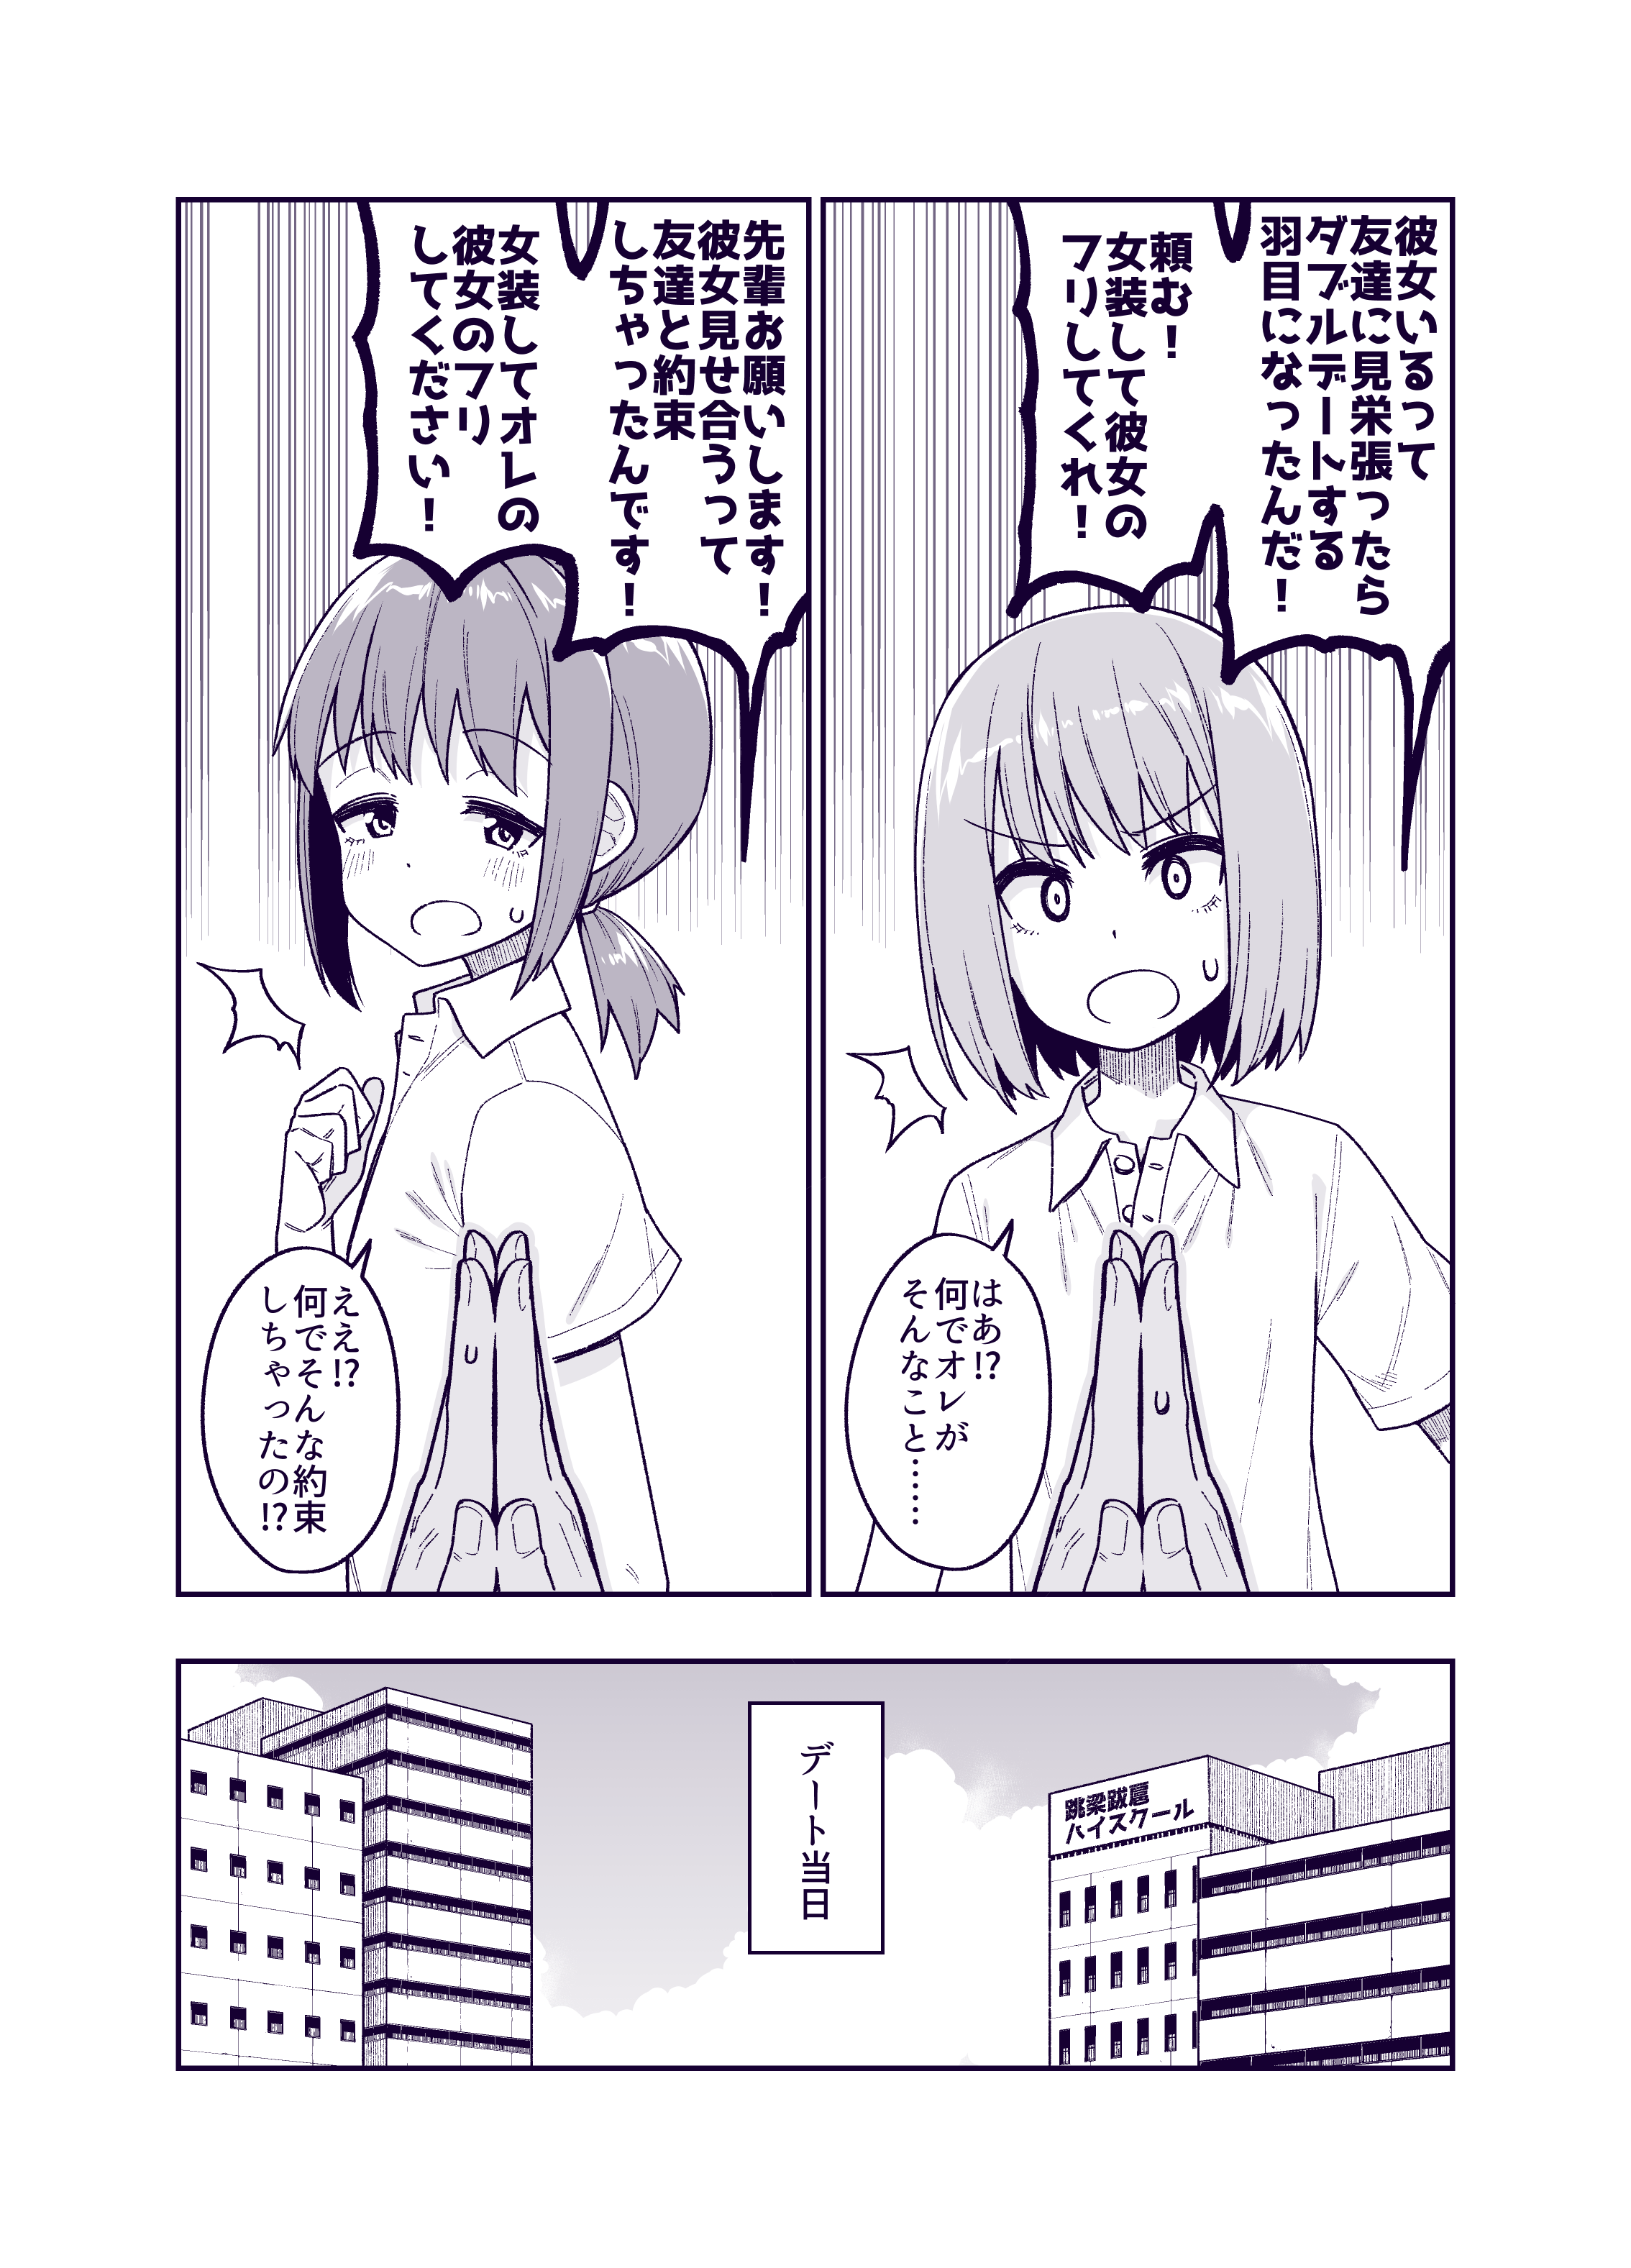 彼女いるって
友達に見栄張ったら
ダブルデートする
羽目になったんだ！
頼む！
女装して彼女の
フリしてくれ！
はあ⁉
何でオレが
そんなこと……
先輩お願いします！
彼女見せ合うって
友達と約束
しちゃったんです！
女装してオレの
彼女のフリ
してください！
ええ⁉
何でそんな約束
しちゃったの⁉
デート当日
跳梁跋扈
ハイスクール